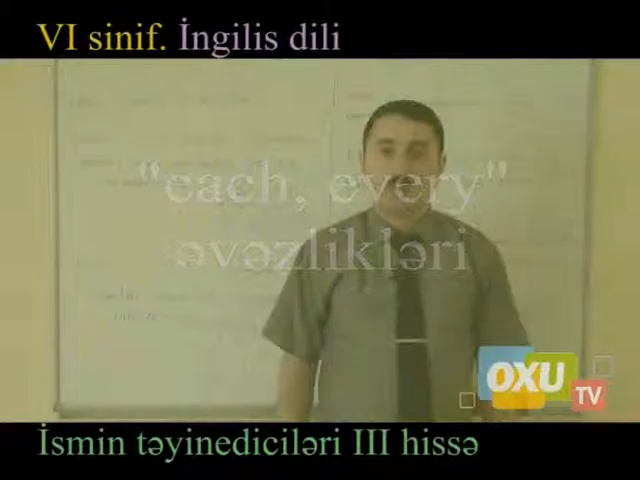 VI sinif. İngilis dili
"each, every"
əvəzlikləri
OXU
TV
İsmin təyinediciləri III hissə